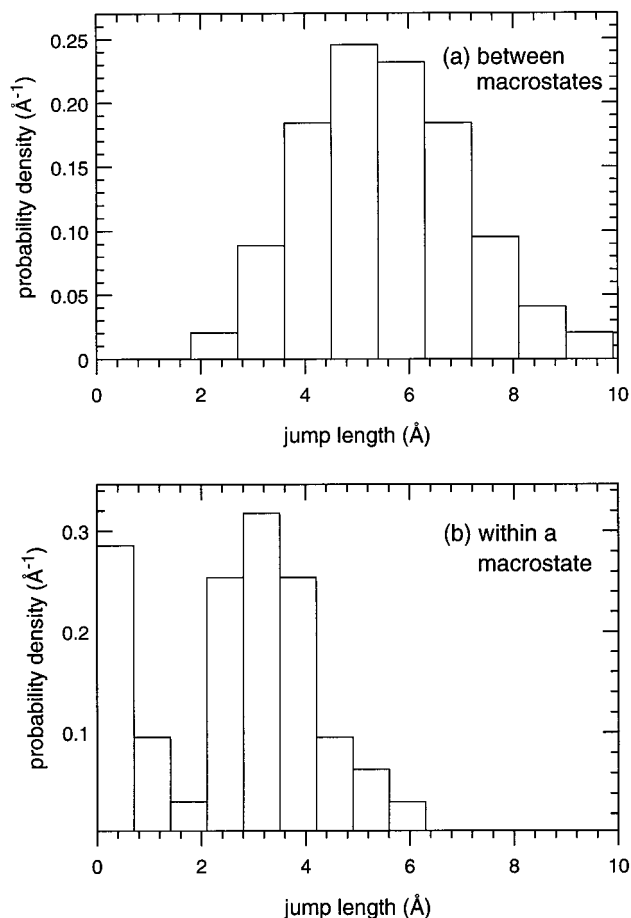 0.25
0.20
0.15
0.10
0.05
0
probability density (Å-1)
(a) between
macrostates
0 2 4 6 8 10
jump length (Å)
0.3
0.2
0.1
probability density (Å-1)
(b) within a
macrostate
0 2 4 6 8 10
jump length (Å)